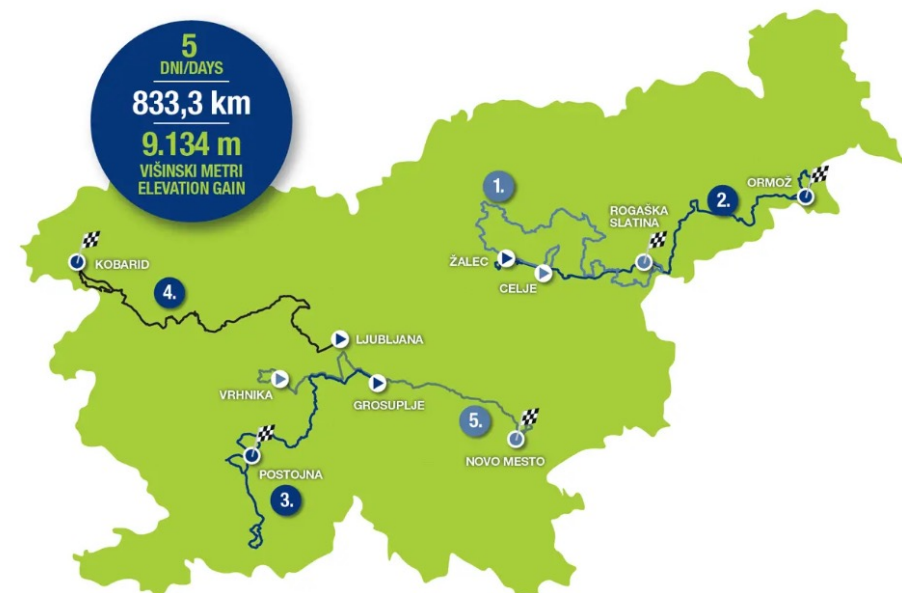 5
DNI/DAYS
833,3 km
9.134 m
VIŠINSKI METRI
ELEVATION GAIN
1.
2.
ORMOŽ
ROGAŠKA
SLATINA
ŽALEC
CELJE
KOBARID
4.
LJUBLJANA
VRHNIKA
GROSUPLJE
5.
NOVO MESTO
POSTOJNA
3.